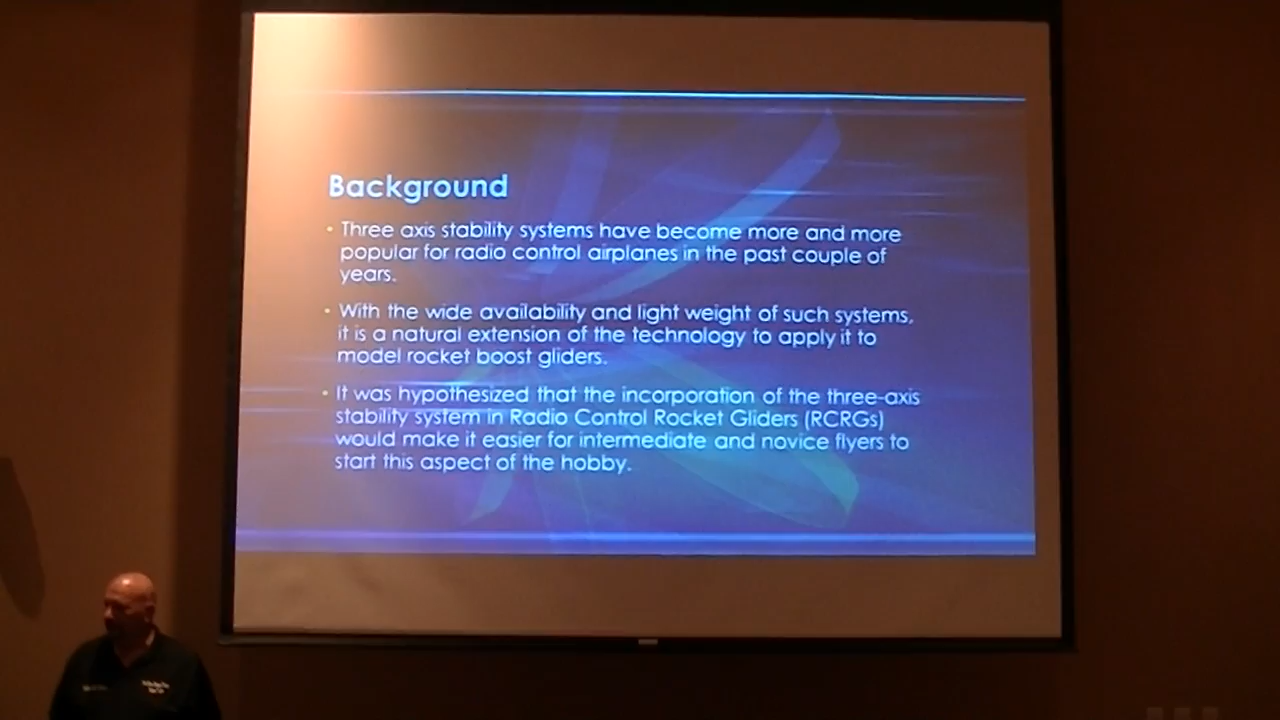 Background
• Three axis stability systems have become more and more
popular for radio control airplanes in the past couple of
years.
• With the wide availability and light weight of such systems,
it is a natural extension of the technology to apply it to
model rocket boost gliders.
• It was hypothesized that the incorporation of the three-axis
stability system in Radio Control Rocket Gliders (RCRGs)
would make it easier for intermediate and novice flyers to
start this aspect of the hobby.